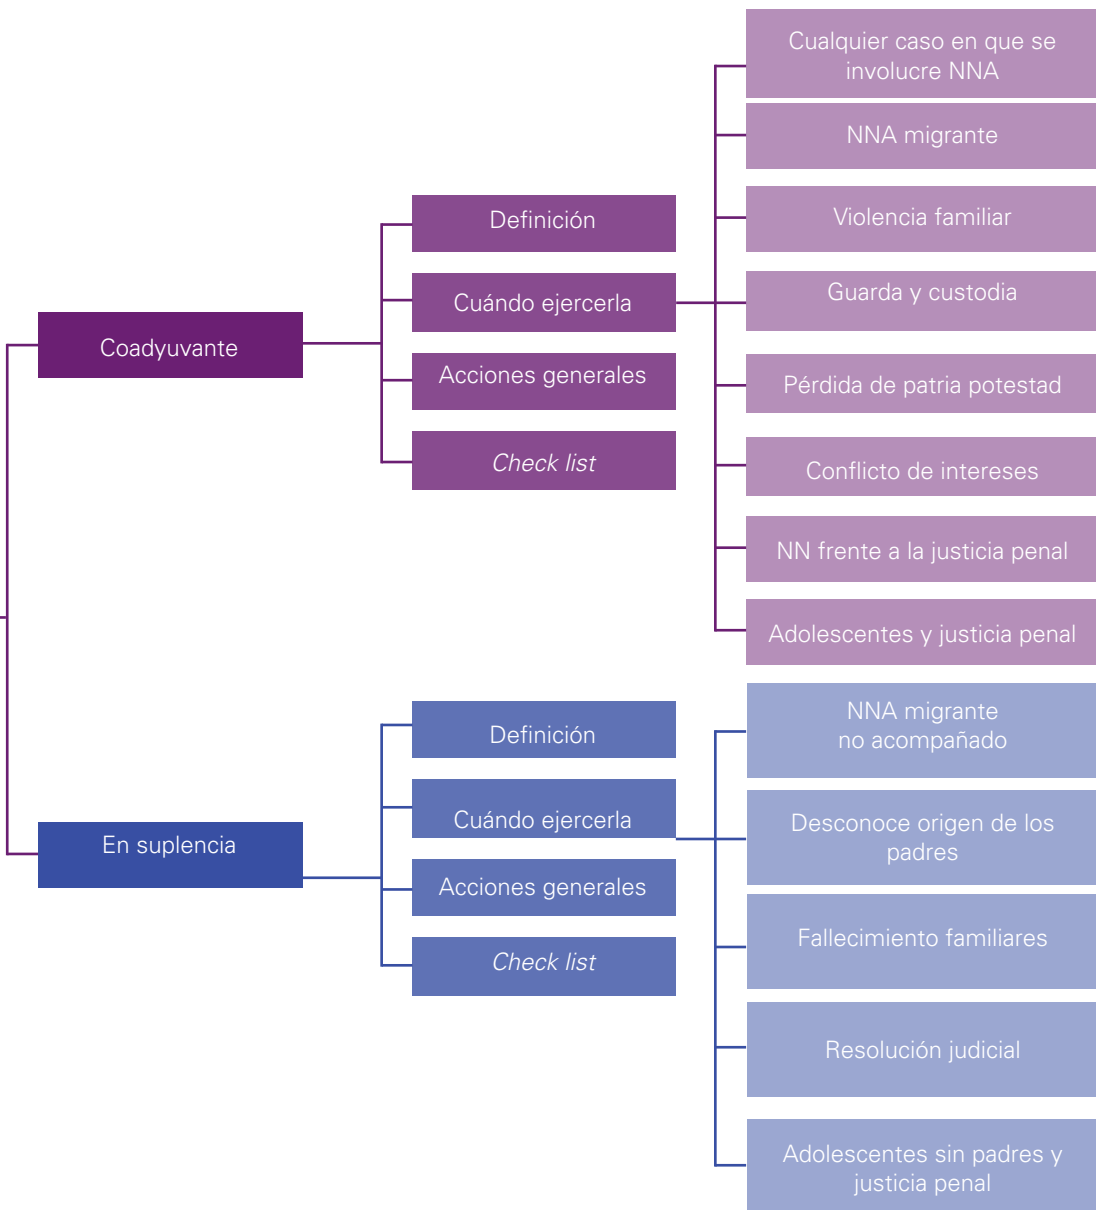 Coadyuvante
Definición
Cuándo ejercerla
Acciones generales
Check list
Cualquier caso en que se
involucre NNA
NNA migrante
Violencia familiar
Guarda y custodia
Pérdida de patria potestad
Conflicto de intereses
NN frente a la justicia penal
Adolescentes y justicia penal
En suplencia
Definición
Cuándo ejercerla
Acciones generales
Check list
NNA migrante
no acompañado
Desconoce origen de los
padres
Fallecimiento familiares
Resolución judicial
Adolescentes sin padres y
justicia penal